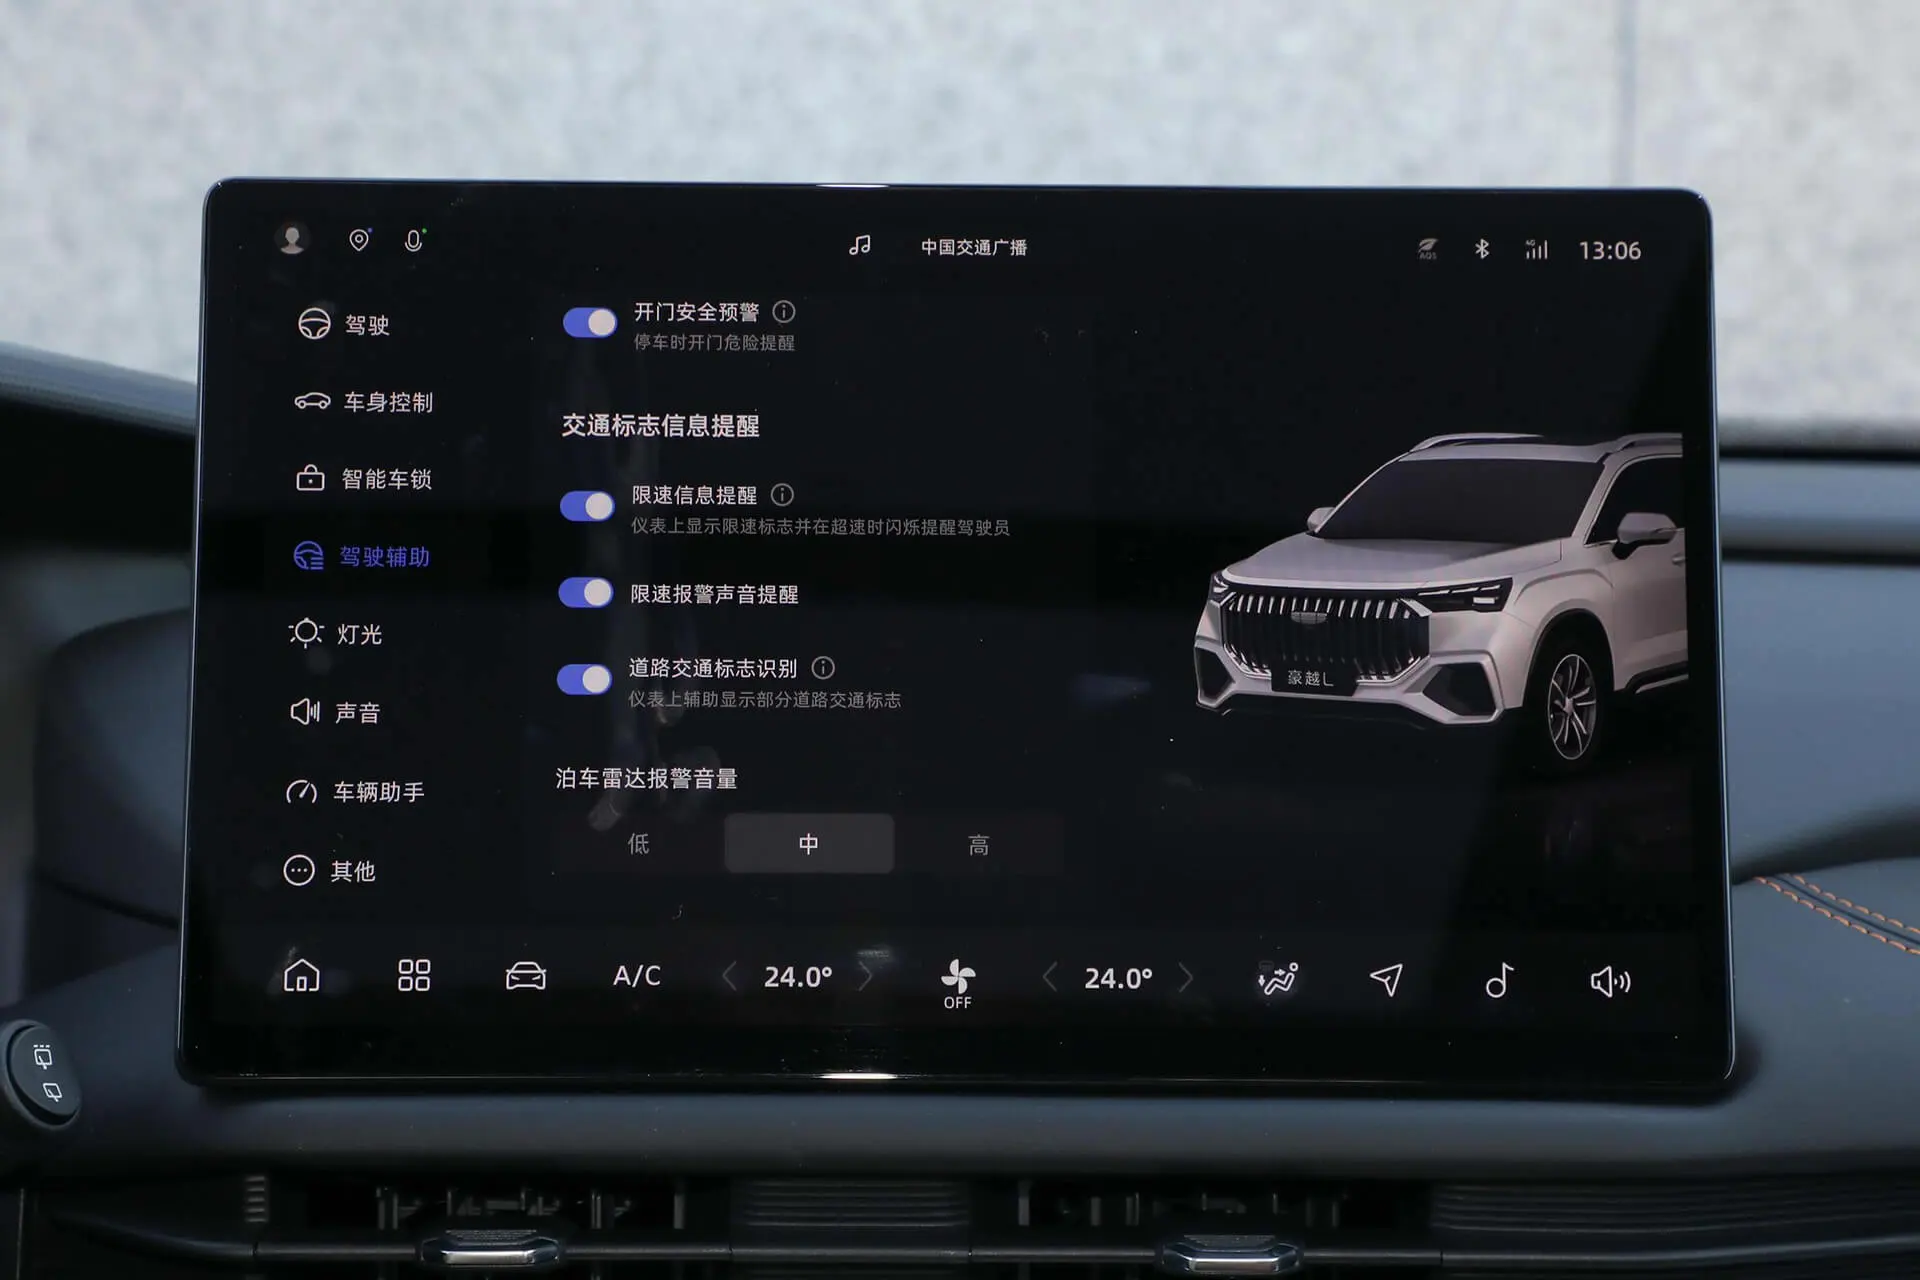 中国交通广播
AQS
4G
13:06
驾驶
车身控制
智能车锁
驾驶辅助
灯光
声音
车辆助手
其他
开门安全预警
停车时开门危险提醒
交通标志信息提醒
限速信息提醒
仪表上显示限速标志并在超速时闪烁提醒驾驶员
限速报警声音提醒
道路交通标志识别
仪表上辅助显示部分道路交通标志
泊车雷达报警音量
低
中
高
豪越L
A/C
24.0°
OFF
24.0°